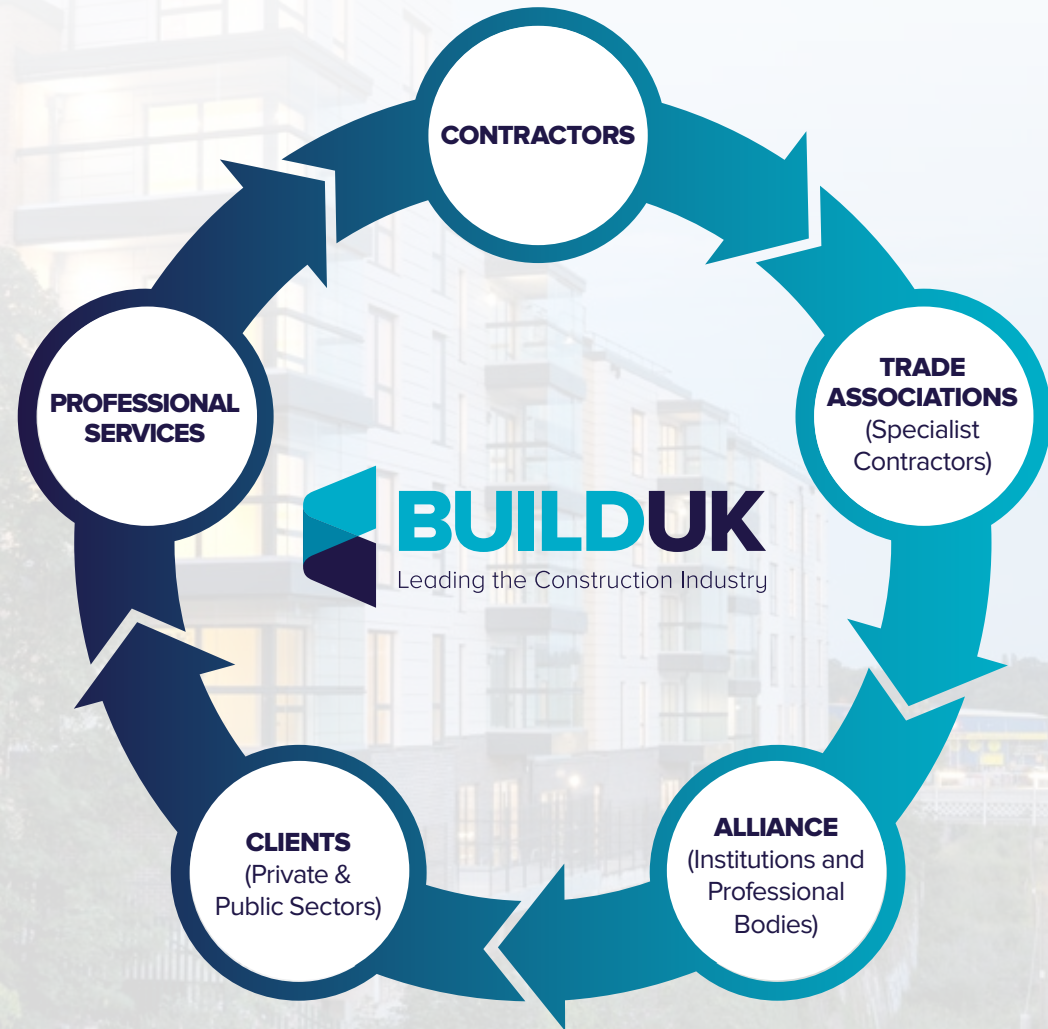 CONTRACTORS
TRADE
ASSOCIATIONS
(Specialist
Contractors)
ALLIANCE
(Institutions and
Professional
Bodies)
CLIENTS
(Private &
Public Sectors)
PROFESSIONAL
SERVICES
BUILDUK
Leading the Construction Industry